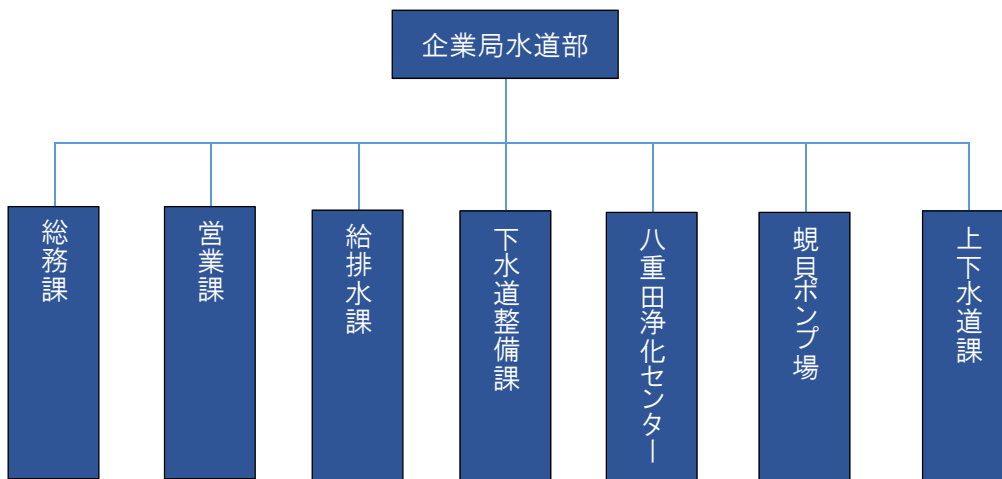 企業局水道部
総務課
営業課
給排水課
下水道整備課
八重田浄化センター
蜆貝ポンプ場
上下水道課